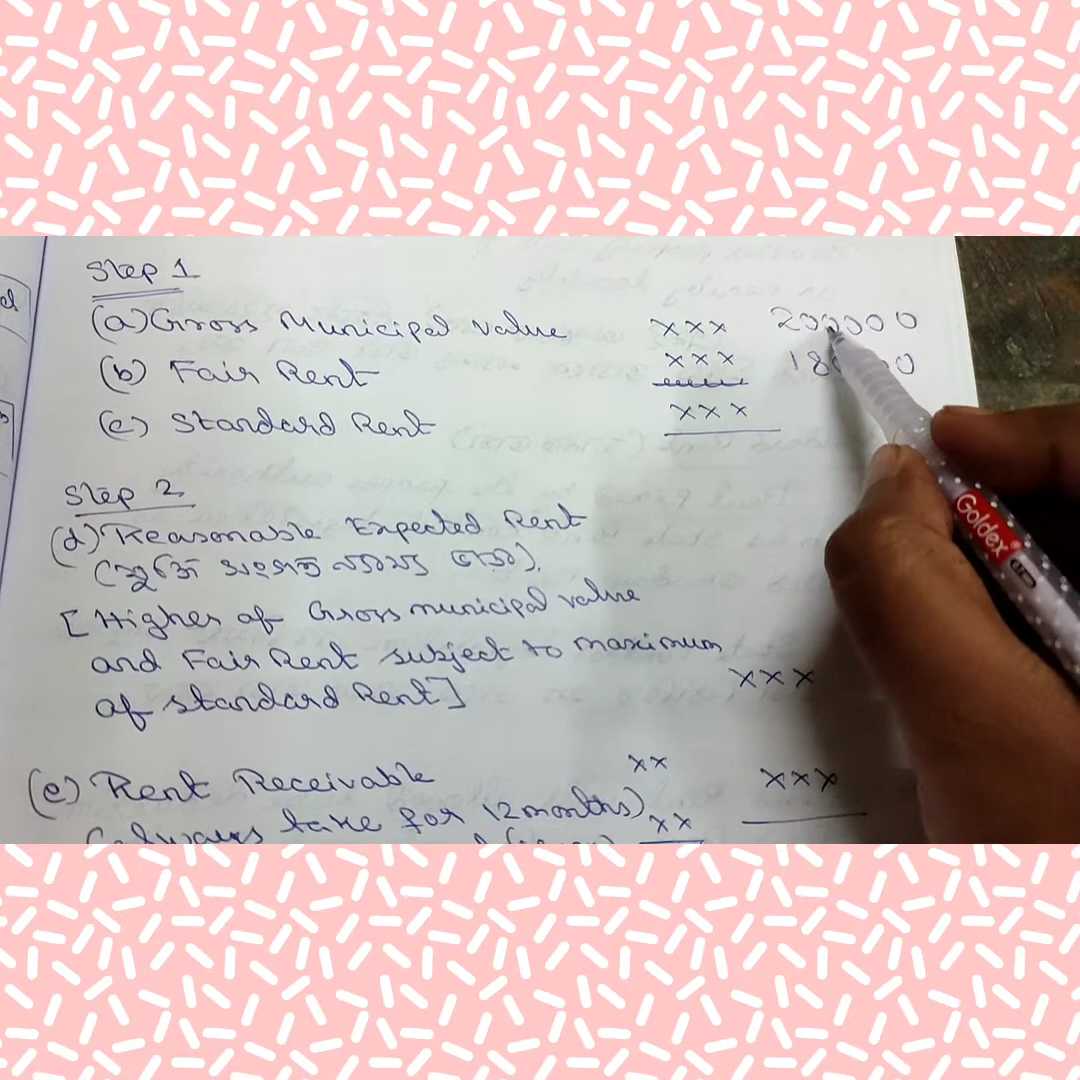 Step 1
(a) Gross Municipal value xxx 200000
(b) Fair Rent xxx 18
(c) Standard Rent xxx
Step 2
(d) Reasonable Expected Rent
[Higher of Gross municipal value
and Fair Rent subject to maximum
of standard Rent] xxx
(e) Rent Receivable xx xxx
take for 12 months) xx
Goldex